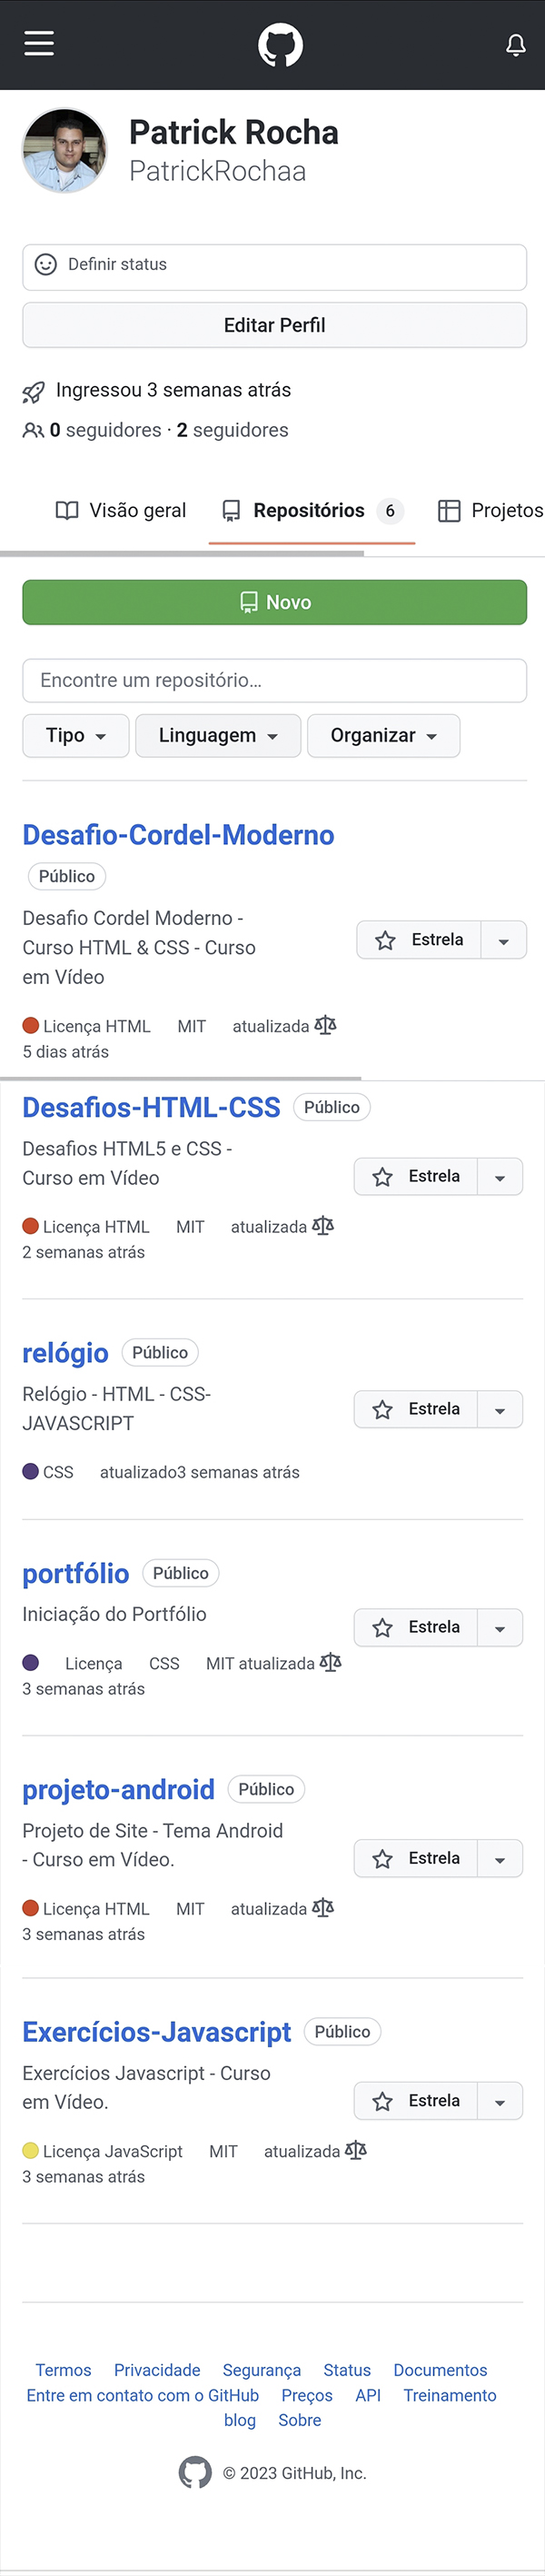 Patrick Rocha
PatrickRochaa
Definir status
Editar Perfil
Ingressou 3 semanas atrás
0 seguidores · 2 seguidores
Visão geral Repositórios 6 Projetos
Novo
Encontre um repositório...
Tipo Linguagem Organizar
Desafio-Cordel-Moderno
Público
Desafio Cordel Moderno -
Curso HTML & CSS - Curso
em Vídeo
Estrela
Licença HTML MIT atualizada
5 dias atrás
Desafios-HTML-CSS Público
Desafios HTML5 e CSS -
Curso em Vídeo
Estrela
Licença HTML MIT atualizada
2 semanas atrás
relógio Público
Relógio - HTML - CSS-
JAVASCRIPT
Estrela
CSS atualizado3 semanas atrás
portfólio Público
Iniciação do Portfólio
Estrela
Licença CSS MIT atualizada
3 semanas atrás
projeto-android Público
Projeto de Site - Tema Android
- Curso em Vídeo.
Estrela
Licença HTML MIT atualizada
3 semanas atrás
Exercícios-Javascript Público
Exercícios Javascript - Curso
em Vídeo.
Estrela
Licença JavaScript MIT atualizada
3 semanas atrás
Termos Privacidade Segurança Status Documentos
Entre em contato com o GitHub Preços API Treinamento
blog Sobre
© 2023 GitHub, Inc.